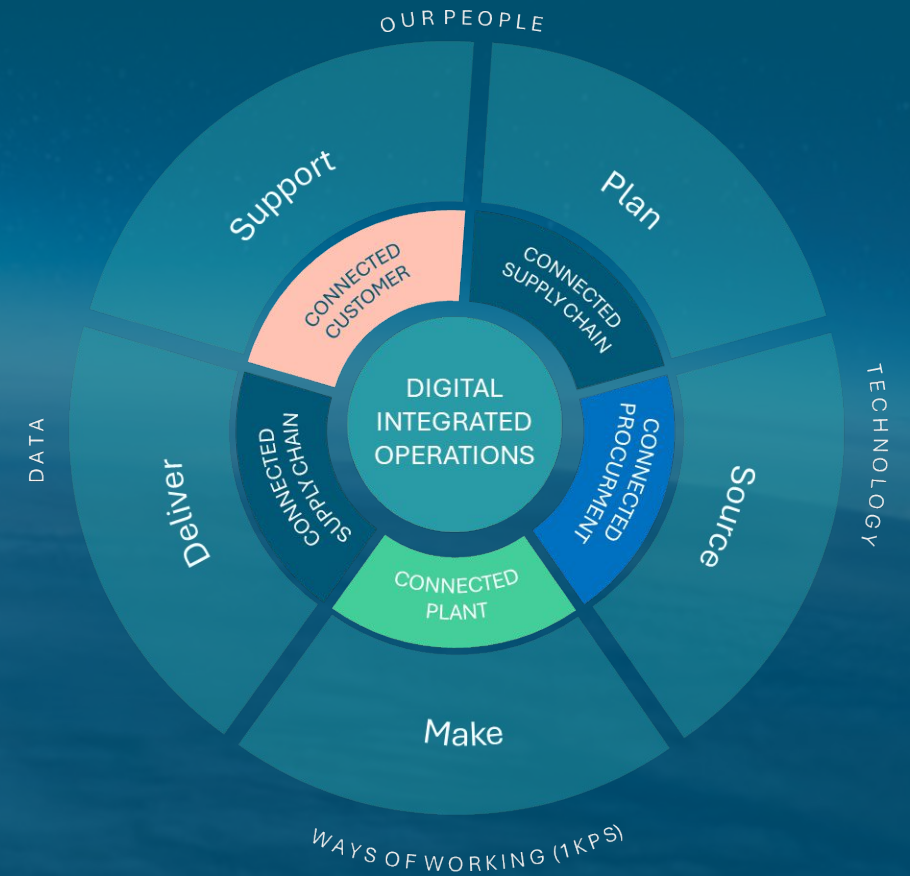 OUR PEOPLE
Support
Plan
CONNECTED
CUSTOMER
CONNECTED
SUPPLY CHAIN
DIGITAL
INTEGRATED
OPERATIONS
TECHNOLOGY
DATA
Deliver
CONNECTED
SUPPLY CHAIN
CONNECTED
PROCURMENT
Source
CONNECTED
PLANT
Make
WAYS OF WORKING (1KPS)